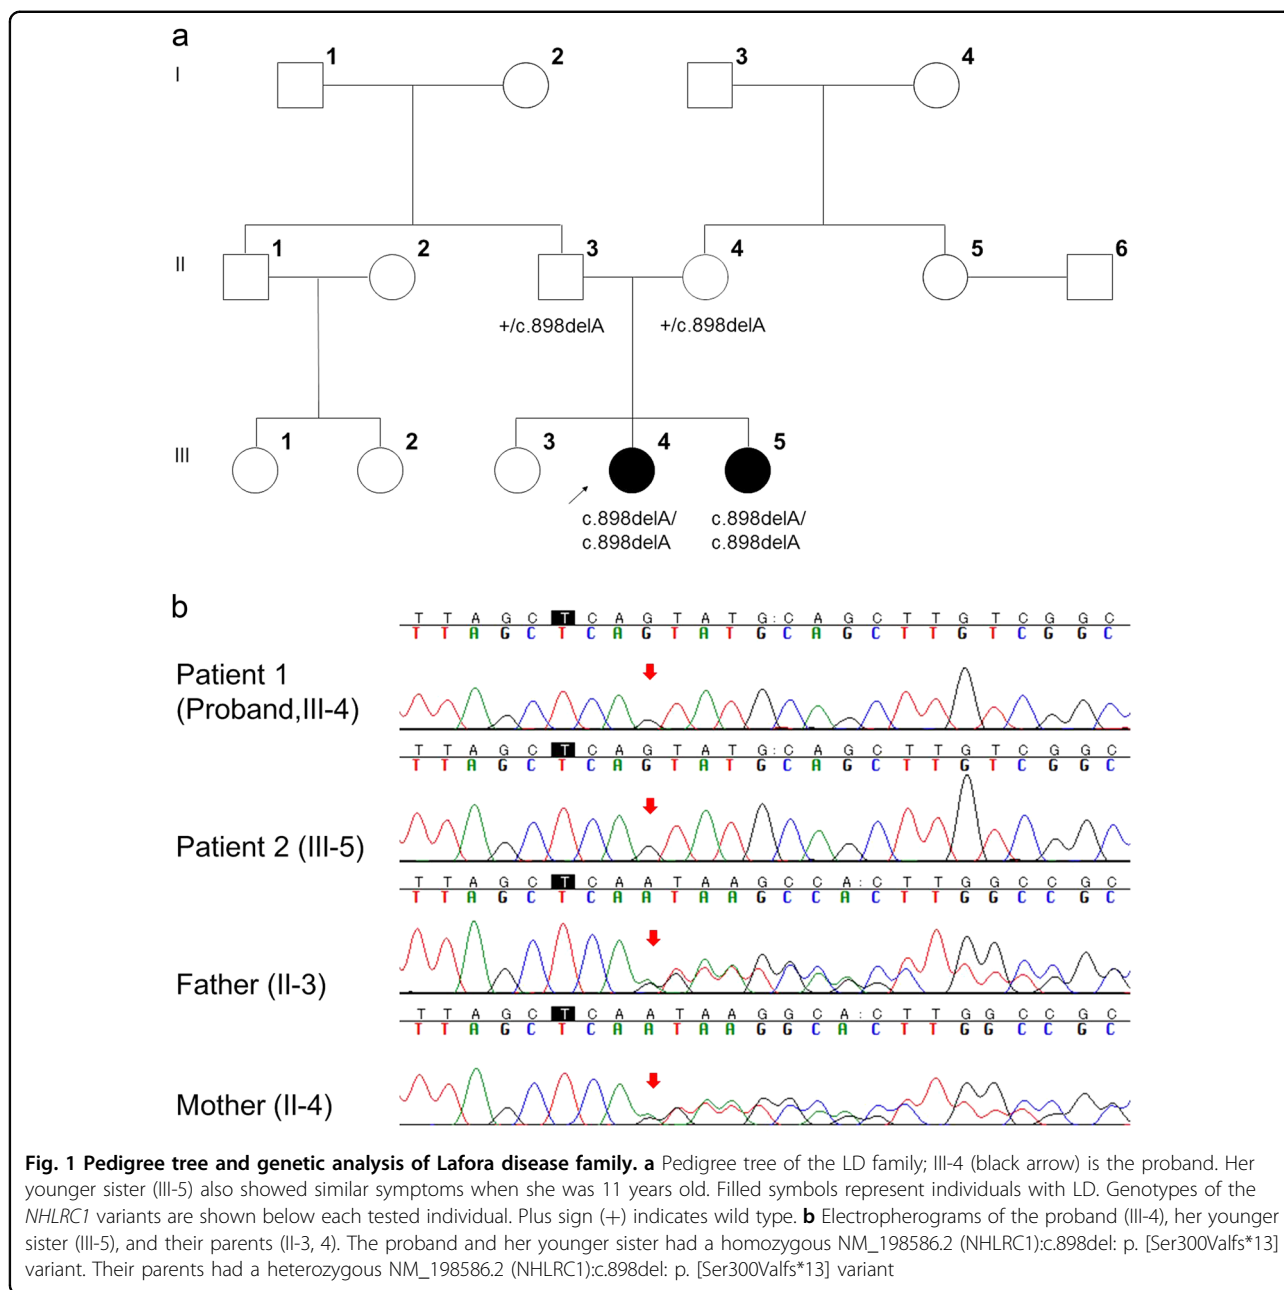 a
1 2 3 4
I
1 2 3 4 5 6
II
+/c.898delA +/c.898delA
1 2 3 4 5
III
c.898delA/ c.898delA/
c.898delA c.898delA
b
T T A G C T C A G T A T G : C A G C T T G T C G G C
T T A G C T C A G T A T G C A G C T T G T C G G C
Patient 1
(Proband,III-4)
T T A G C T C A G T A T G : C A G C T T G T C G G C
T T A G C T C A G T A T G C A G C T T G T C G G C
Patient 2 (III-5)
T T A G C T C A A T A A G C C A : C T T G G C C G C
T T A G C T C A A T A A G C C A C T T G G C C G C
Father (II-3)
T T A G C T C A A T A A G G C A : C T T G G C C G C
T T A G C T C A A T A A G G C A C T T G G C C G C
Mother (II-4)
Fig. 1 Pedigree tree and genetic analysis of Lafora disease family. a Pedigree tree of the LD family; III-4 (black arrow) is the proband. Her
younger sister (III-5) also showed similar symptoms when she was 11 years old. Filled symbols represent individuals with LD. Genotypes of the
NHLRC1 variants are shown below each tested individual. Plus sign (+) indicates wild type. b Electropherograms of the proband (III-4), her younger
sister (III-5), and their parents (II-3, 4). The proband and her younger sister had a homozygous NM_198586.2 (NHLRC1):c.898del: p. [Ser300Valfs*13]
variant. Their parents had a heterozygous NM_198586.2 (NHLRC1):c.898del: p. [Ser300Valfs*13] variant